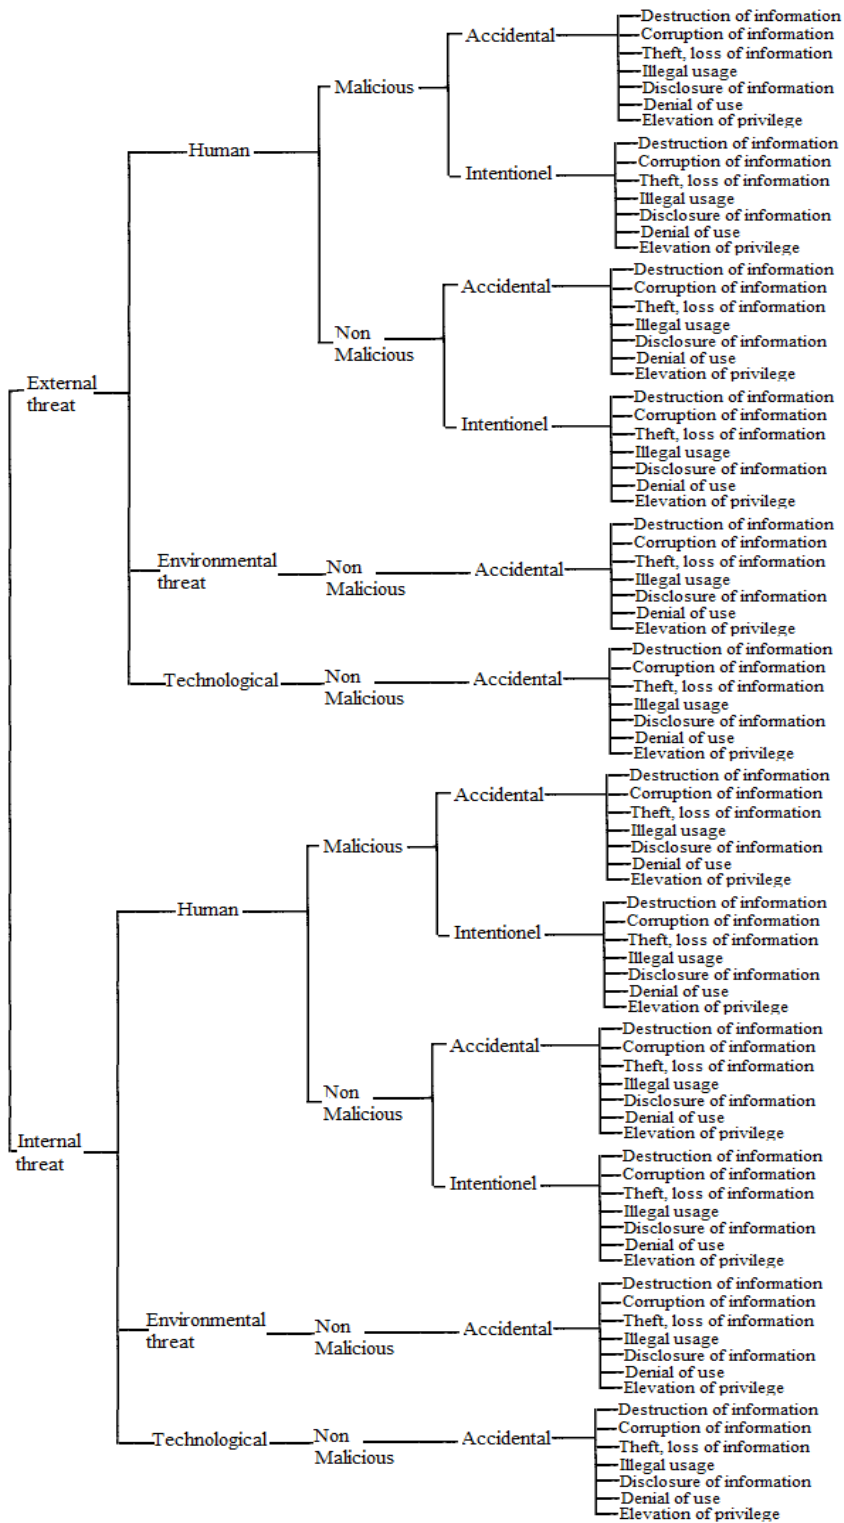 External
threat
Human
Malicious
Accidental
Destruction of information
Corruption of information
Theft, loss of information
Illegal usage
Disclosure of information
Denial of use
Elevation of privilege
Intentionel
Destruction of information
Corruption of information
Theft, loss of information
Illegal usage
Disclosure of information
Denial of use
Elevation of privilege
Non
Malicious
Accidental
Destruction of information
Corruption of information
Theft, loss of information
Illegal usage
Disclosure of information
Denial of use
Elevation of privilege
Intentionel
Destruction of information
Corruption of information
Theft, loss of information
Illegal usage
Disclosure of information
Denial of use
Elevation of privilege
Environmental
threat
Non
Malicious
Accidental
Destruction of information
Corruption of information
Theft, loss of information
Illegal usage
Disclosure of information
Denial of use
Elevation of privilege
Technological
Non
Malicious
Accidental
Destruction of information
Corruption of information
Theft, loss of information
Illegal usage
Disclosure of information
Denial of use
Elevation of privilege
Internal
threat
Human
Malicious
Accidental
Destruction of information
Corruption of information
Theft, loss of information
Illegal usage
Disclosure of information
Denial of use
Elevation of privilege
Intentionel
Destruction of information
Corruption of information
Theft, loss of information
Illegal usage
Disclosure of information
Denial of use
Elevation of privilege
Non
Malicious
Accidental
Destruction of information
Corruption of information
Theft, loss of information
Illegal usage
Disclosure of information
Denial of use
Elevation of privilege
Intentionel
Destruction of information
Corruption of information
Theft, loss of information
Illegal usage
Disclosure of information
Denial of use
Elevation of privilege
Environmental
threat
Non
Malicious
Accidental
Destruction of information
Corruption of information
Theft, loss of information
Illegal usage
Disclosure of information
Denial of use
Elevation of privilege
Technological
Non
Malicious
Accidental
Destruction of information
Corruption of information
Theft, loss of information
Illegal usage
Disclosure of information
Denial of use
Elevation of privilege